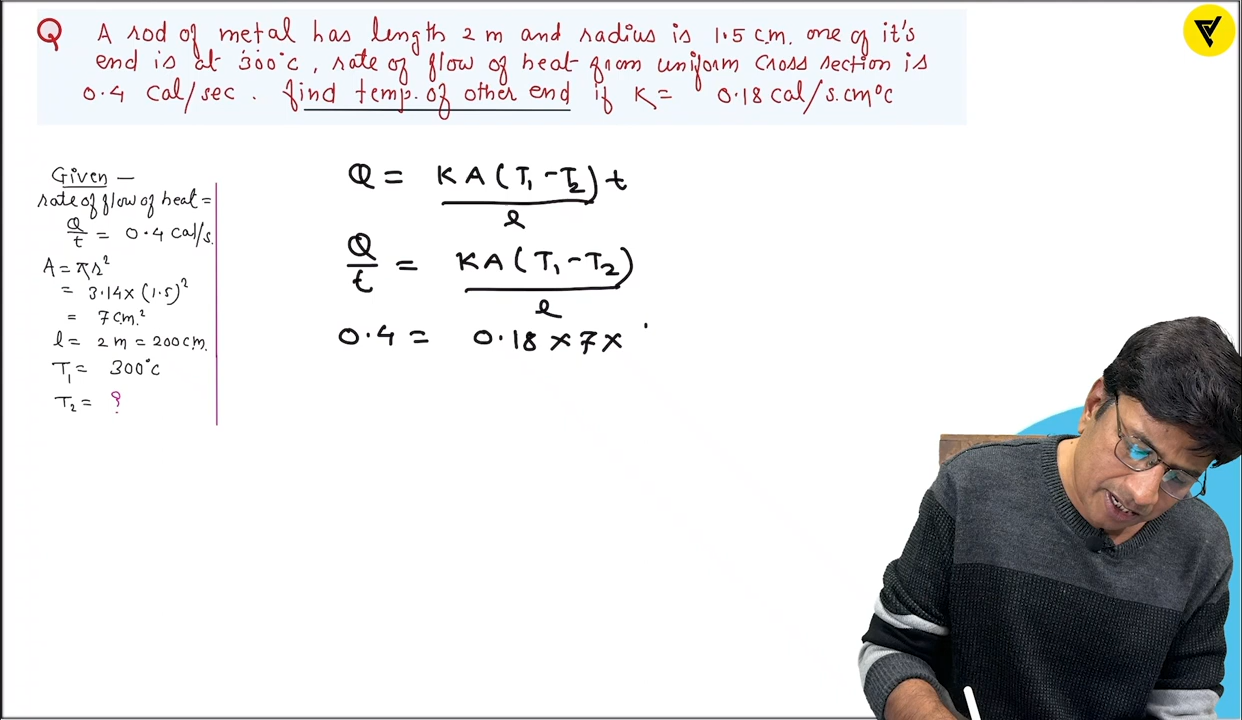 Q A rod of metal has length 2 m and radius is 1.5 c.m. one of it's
end is at 300°c, rate of flow of heat from uniform cross section is
0.4 Cal/sec. find temp. of other end if K= 0.18 cal/s.cm°c
Given —
rate of flow of heat =
Q/t = 0.4 Cal/s.
A = πr²
= 3.14 x (1.5)²
= 7 cm.²
l = 2 m = 200 cm.
T₁ = 300°c
T₂ = ?
Q = KA(T₁-T₂)t/l
Q/t = KA(T₁-T₂)/l
0.4 = 0.18 x 7 x